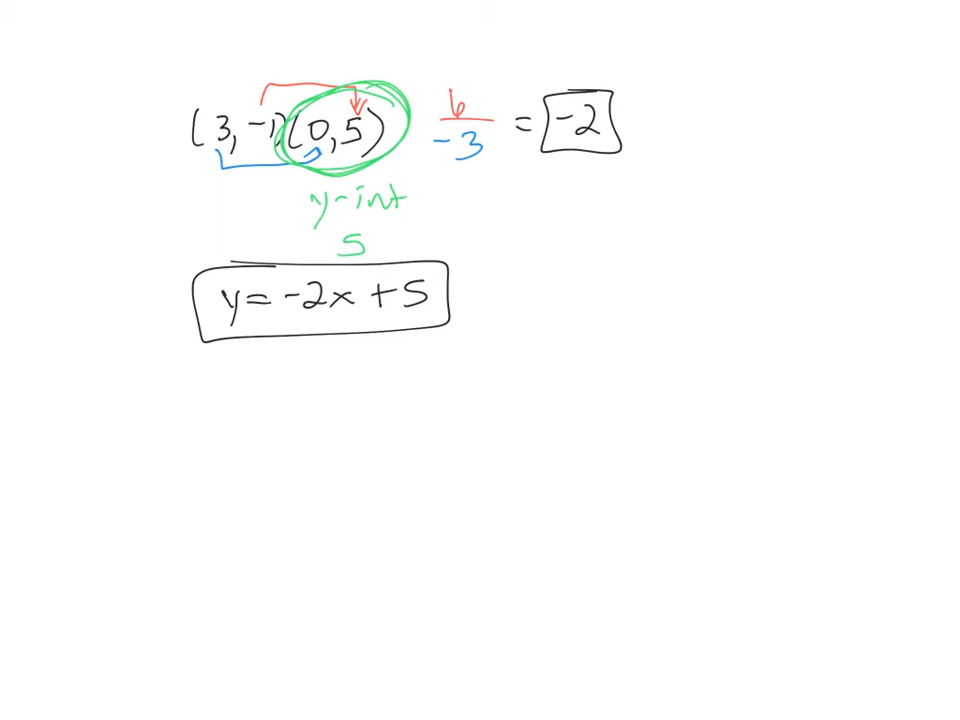 (3, -1)(0, 5) 6/-3 = -2
y-int
5
y = -2x + 5